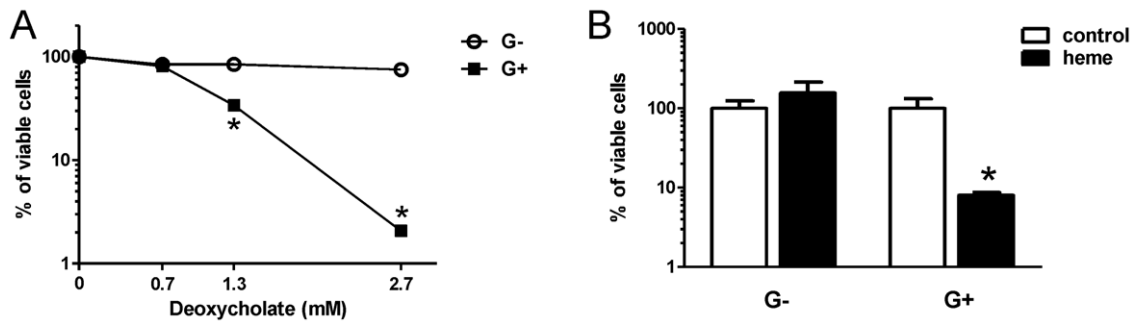 A
% of viable cells
100
10
1
0 0.7 1.3 2.7
Deoxycholate (mM)
G-
G+
*
*
B
% of viable cells
1000
100
10
1
G- G+
control
heme
*